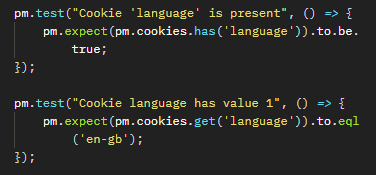 pm.test("Cookie 'language' is present", () => {
pm.expect(pm.cookies.has('language')).to.be.
true;
});
pm.test("Cookie language has value 1", () => {
pm.expect(pm.cookies.get('language')).to.eql
('en-gb');
});